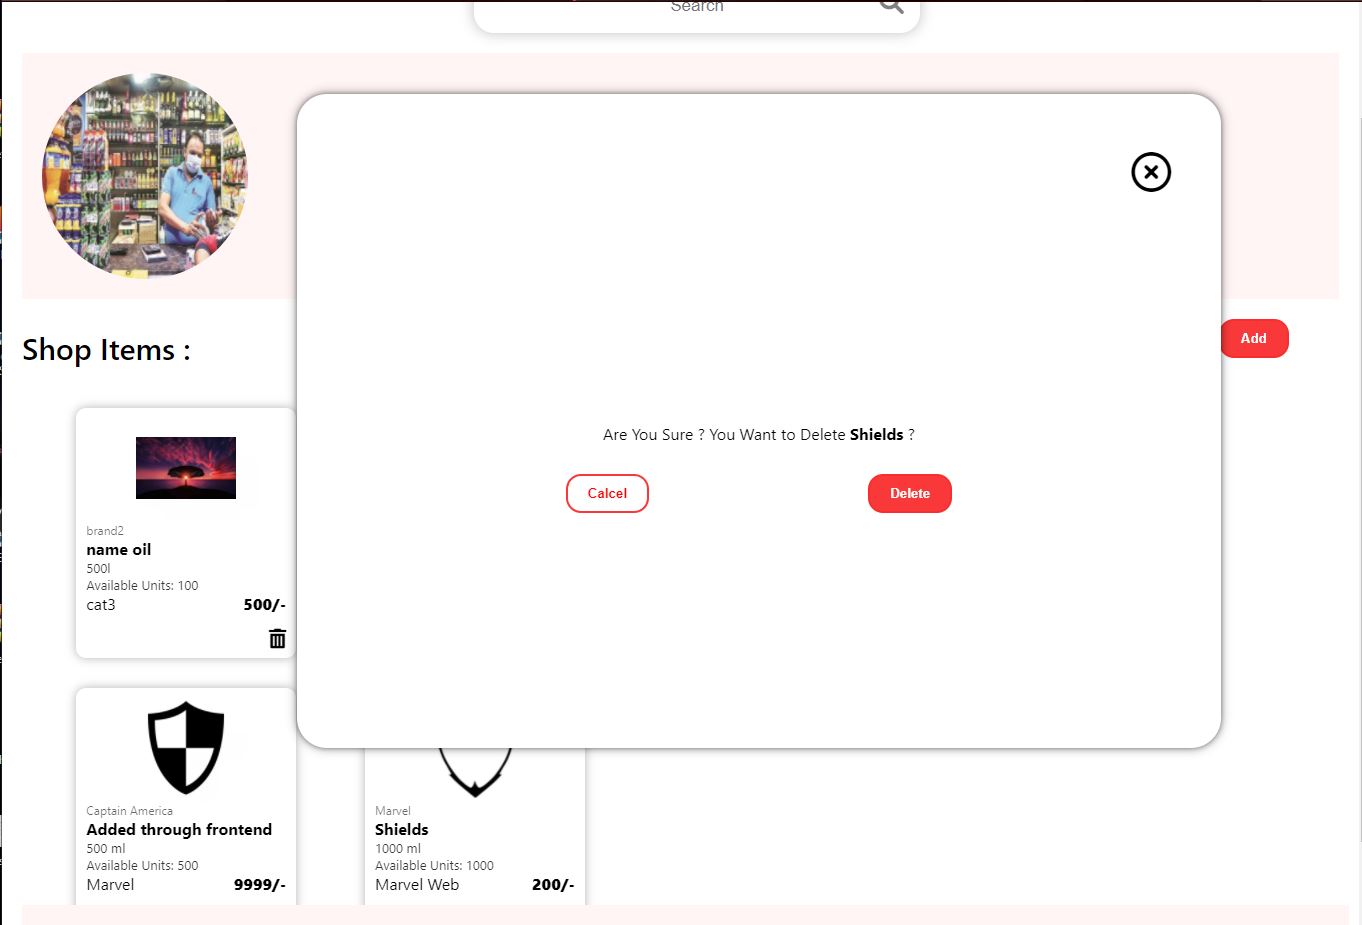 Search
Shop Items :
Add
Are You Sure ? You Want to Delete Shields ?
Calcel
Delete
brand2
name oil
500l
Available Units: 100
cat3
500/-
Captain America
Added through frontend
500 ml
Available Units: 500
Marvel
9999/-
Marvel
Shields
1000 ml
Available Units: 1000
Marvel Web
200/-